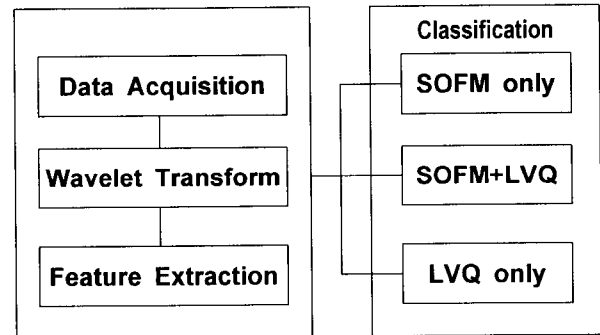 Data Acquisition
Wavelet Transform
Feature Extraction
Classification
SOFM only
SOFM+LVQ
LVQ only